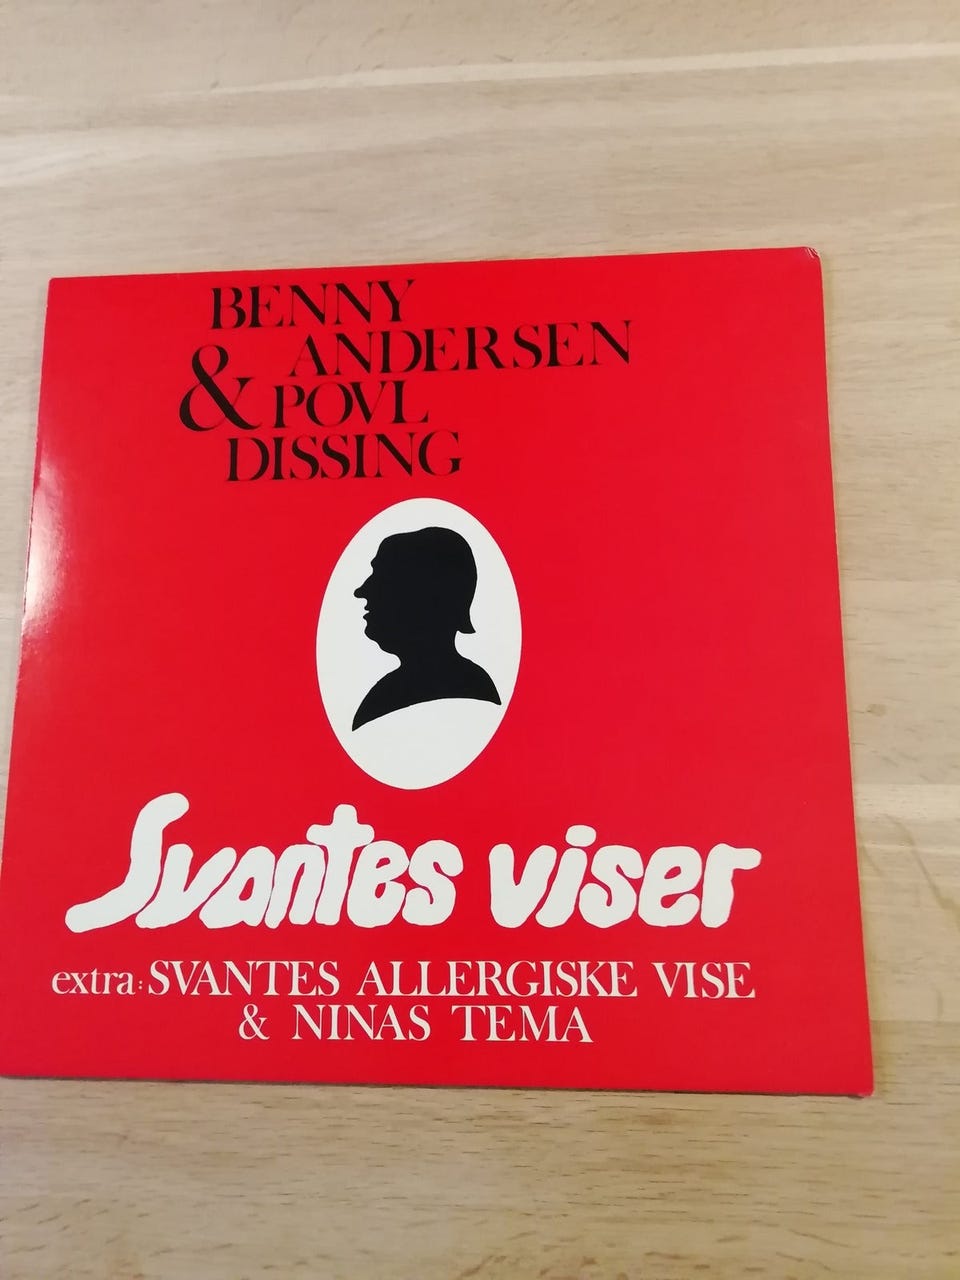 BENNY
ANDERSEN
& POVL
DISSING
Svantes viser
extra: SVANTES ALLERGISKE VISE
& NINAS TEMA